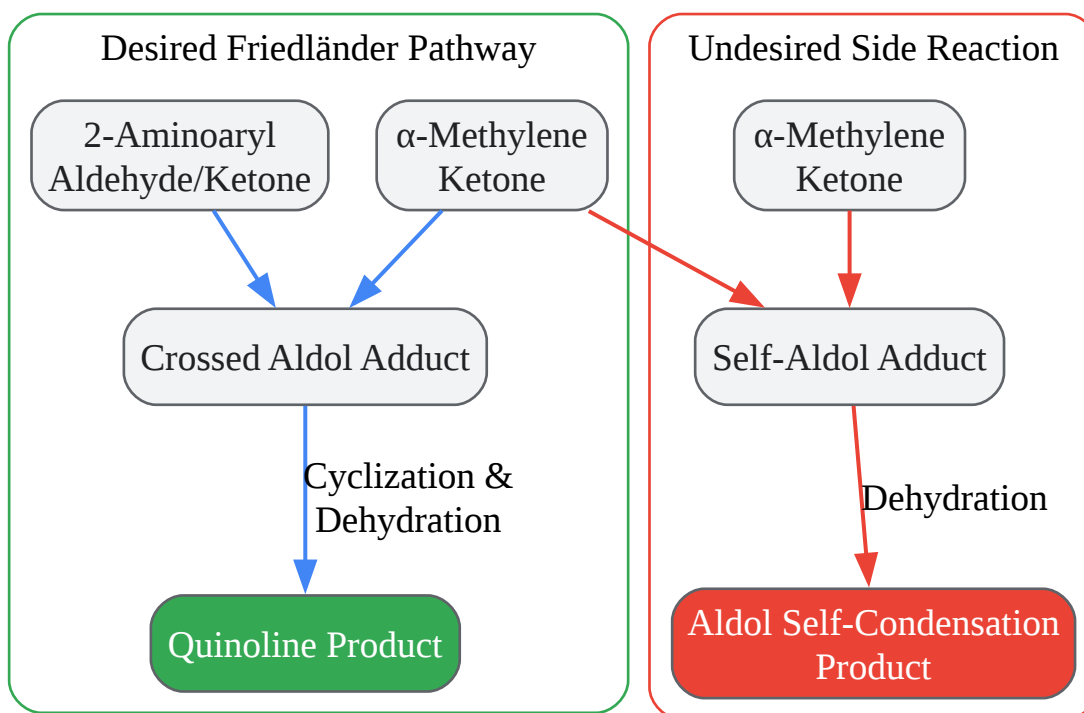 Desired Friedländer Pathway
2-Aminoaryl
Aldehyde/Ketone
α-Methylene
Ketone
Crossed Aldol Adduct
Cyclization &
Dehydration
Quinoline Product
Undesired Side Reaction
α-Methylene
Ketone
Self-Aldol Adduct
Dehydration
Aldol Self-Condensation
Product